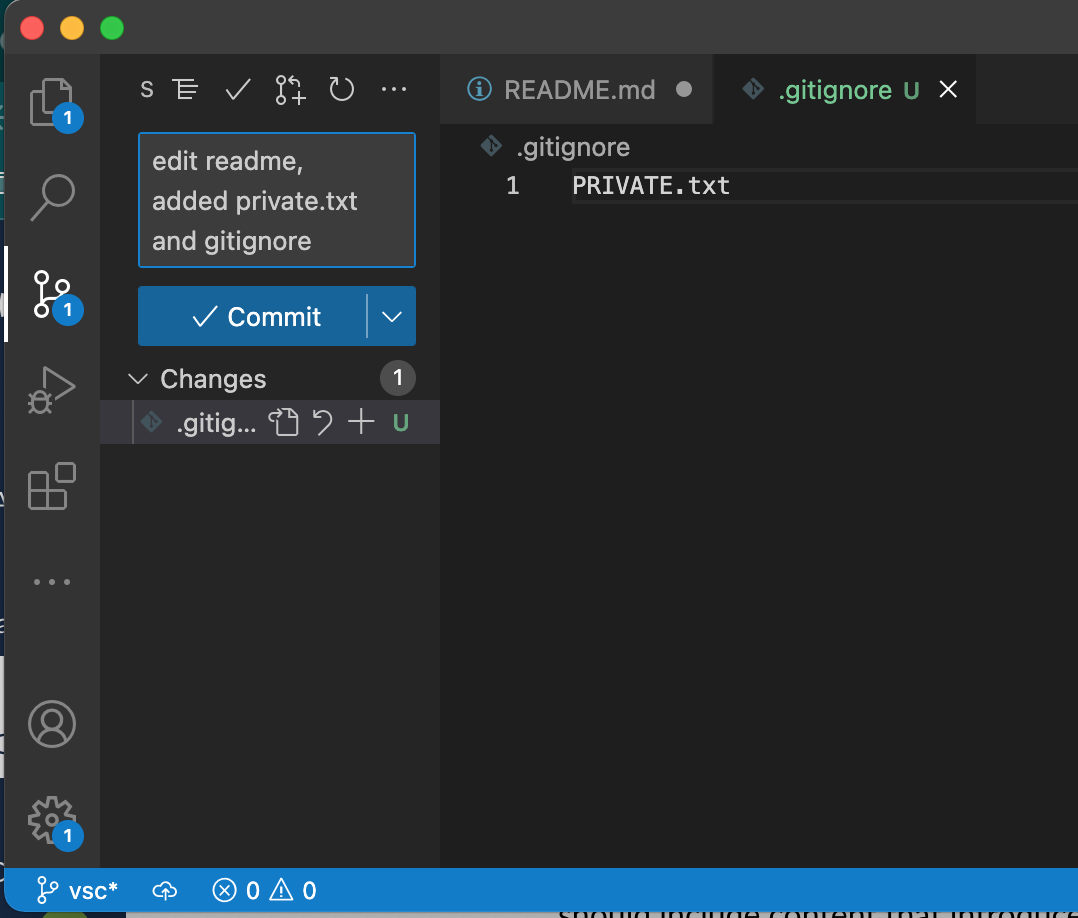 S
README.md
.gitignore U
1
edit readme,
added private.txt
and gitignore
.gitignore
1 PRIVATE.txt
1
Commit
Changes 1
.gitig... U
1
vsc* 0 0
should include content that introduc